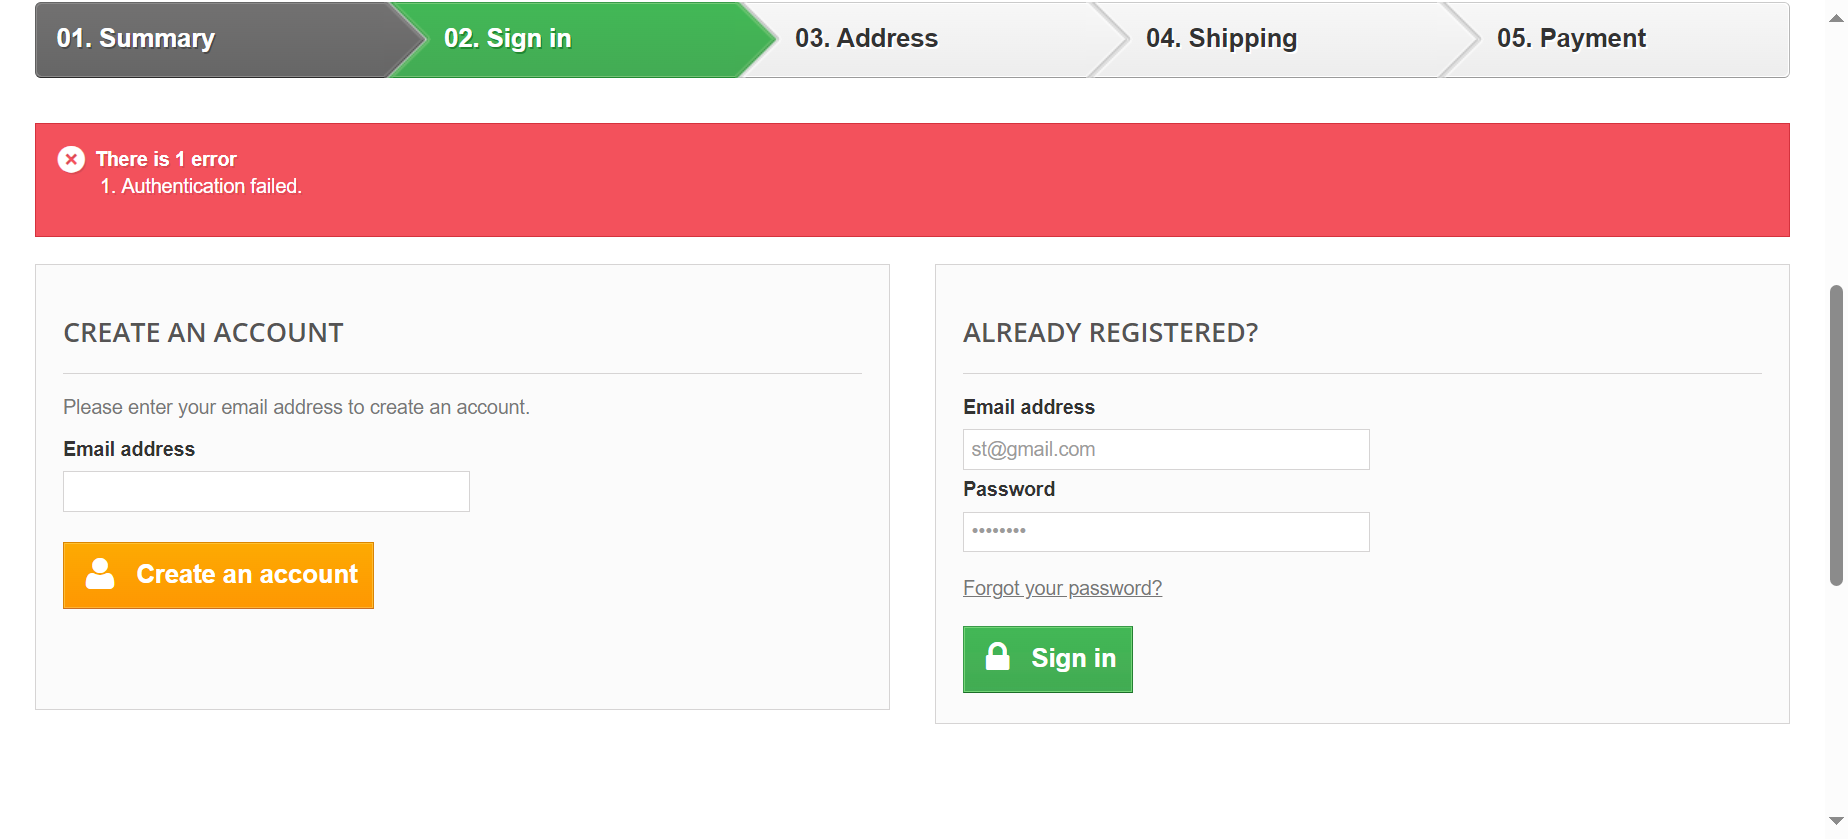 01. Summary
02. Sign in
03. Address
04. Shipping
05. Payment
There is 1 error
1. Authentication failed.
CREATE AN ACCOUNT
Please enter your email address to create an account.
Email address
Create an account
ALREADY REGISTERED?
Email address
st@gmail.com
Password
••••••••
Forgot your password?
Sign in